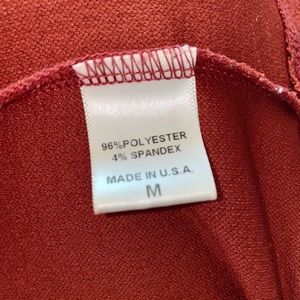 96%POLYESTER
4% SPANDEX
MADE IN U.S.A.
M